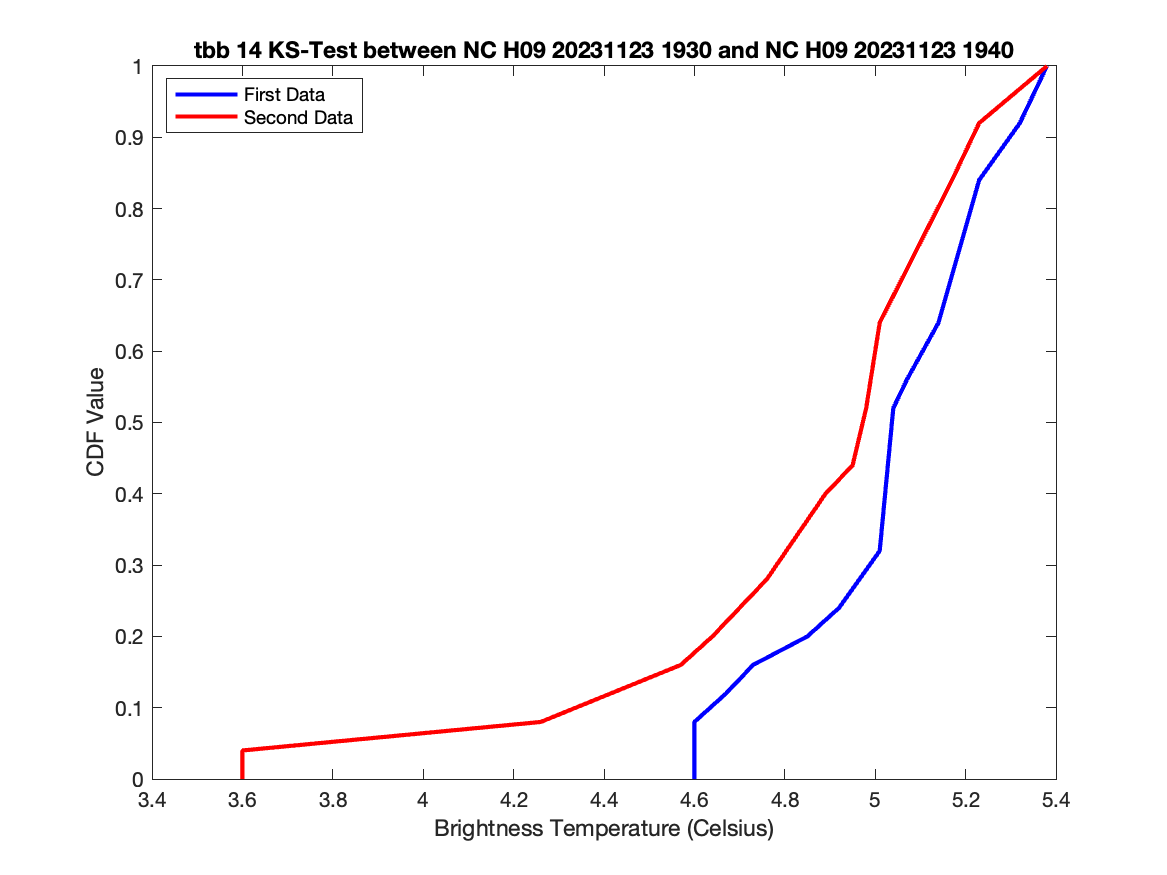 tbb 14 KS-Test between NC H09 20231123 1930 and NC H09 20231123 1940
First Data
Second Data
1
0.9
0.8
0.7
0.6
0.5
0.4
0.3
0.2
0.1
0
CDF Value
3.4 3.6 3.8 4 4.2 4.4 4.6 4.8 5 5.2 5.4
Brightness Temperature (Celsius)